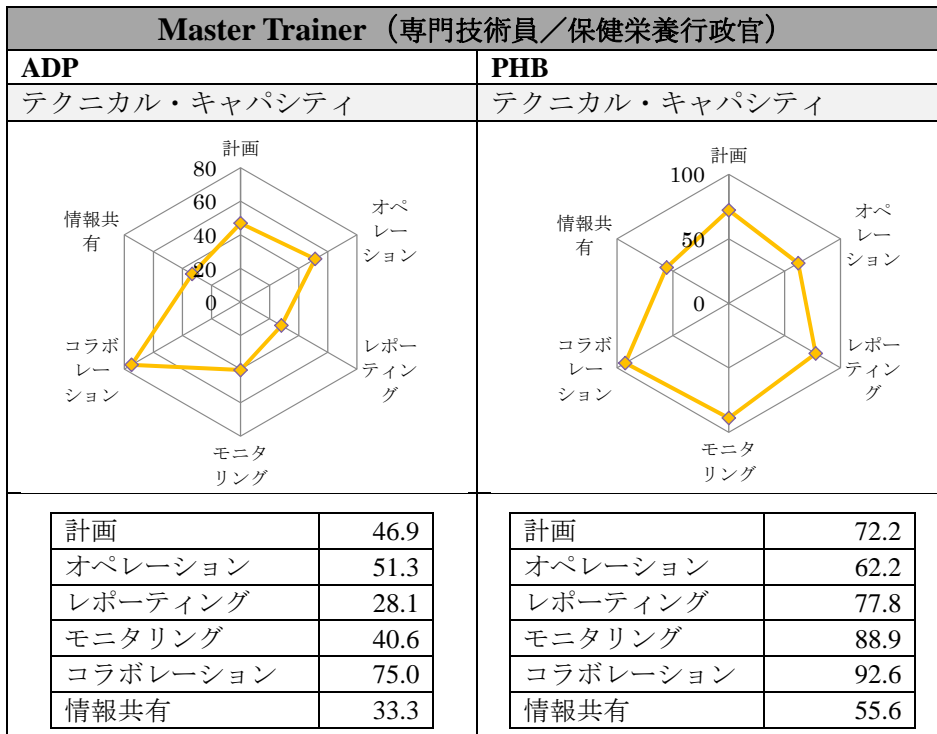 Master Trainer（専門技術員／保健栄養行政官）
ADP
PHB
テクニカル・キャパシティ
テクニカル・キャパシティ
計画
80
60
40
20
0
オペ
レー
ション
レポー
ティン
グ
モニタ
リング
コラボ
レー
ション
情報共
有
計画
100
50
0
オペ
レー
ション
レポー
ティン
グ
モニタ
リング
コラボ
レー
ション
情報共
有
計画 46.9
オペレーション 51.3
レポーティング 28.1
モニタリング 40.6
コラボレーション 75.0
情報共有 33.3
計画 72.2
オペレーション 62.2
レポーティング 77.8
モニタリング 88.9
コラボレーション 92.6
情報共有 55.6